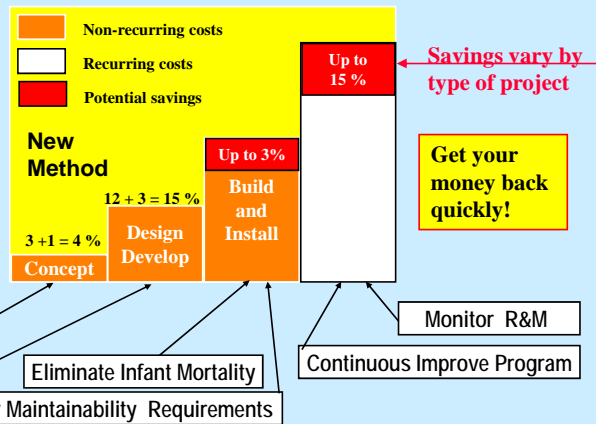 Non-recurring costs
Recurring costs
Potential savings
New
Method
3 +1 = 4 %
Concept
12 + 3 = 15 %
Design
Develop
Up to 3%
Build
and
Install
Up to
15 %
Savings vary by
type of project
Get your
money back
quickly!
Monitor R&M
Continuous Improve Program
Eliminate Infant Mortality
Maintainability Requirements